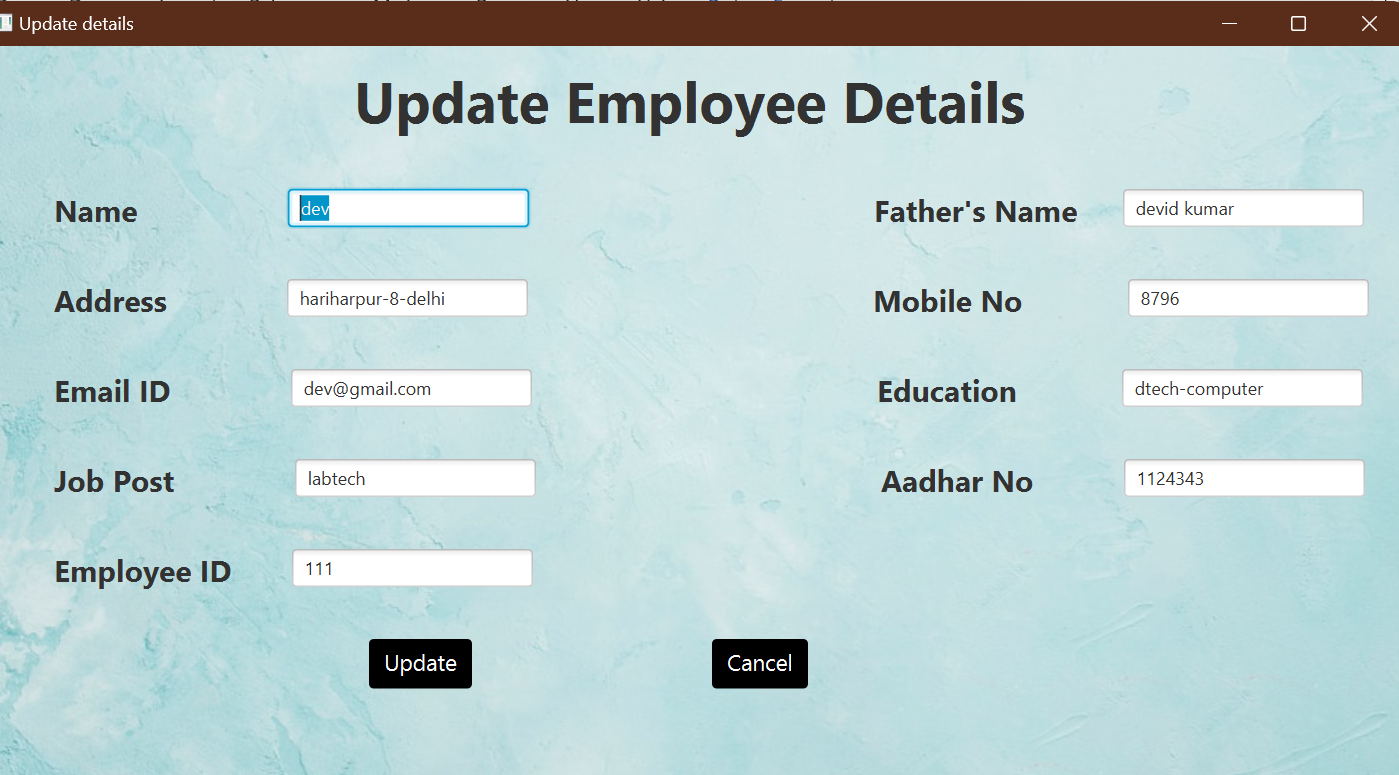 Update details
Update Employee Details
Name dev Father's Name devid kumar
Address hariharpur-8-delhi Mobile No 8796
Email ID dev@gmail.com Education dtech-computer
Job Post labtech Aadhar No 1124343
Employee ID 111
Update Cancel